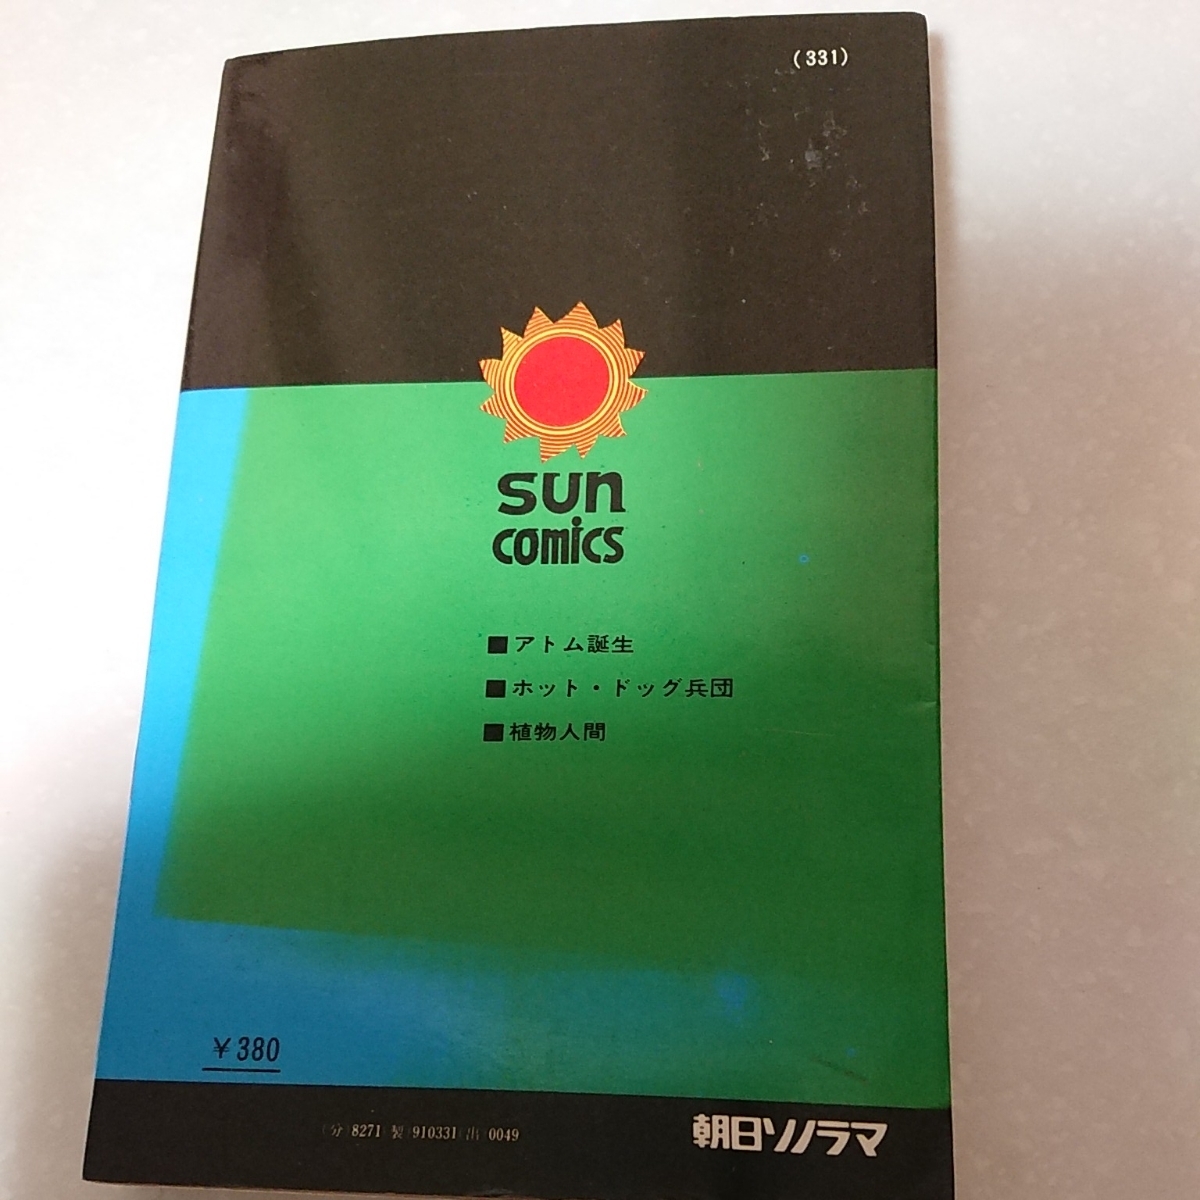 (331)
sun
comics
■アトム誕生
■ホット・ドッグ兵団
■植物人間
￥380
分 8271 製 910331 出 0049
朝日ソノラマ